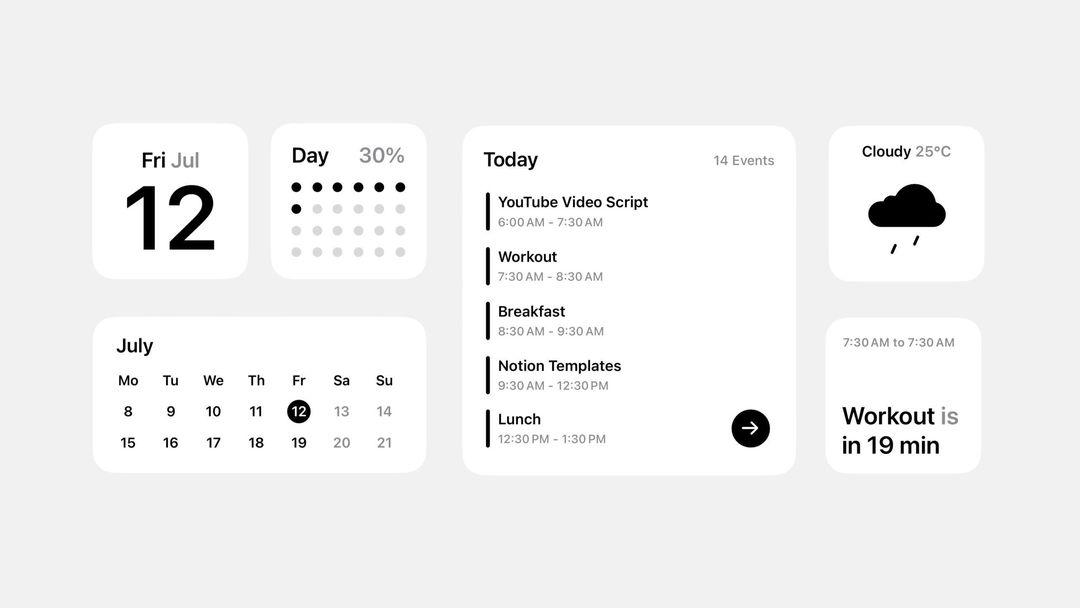 Fri Jul
12
Day 30%
July
Mo Tu We Th Fr Sa Su
8 9 10 11 12 13 14
15 16 17 18 19 20 21
Today 14 Events
YouTube Video Script
6:00 AM - 7:30 AM
Workout
7:30 AM - 8:30 AM
Breakfast
8:30 AM - 9:30 AM
Notion Templates
9:30 AM - 12:30 PM
Lunch
12:30 PM - 1:30 PM
Cloudy 25°C
7:30 AM to 7:30 AM
Workout is
in 19 min